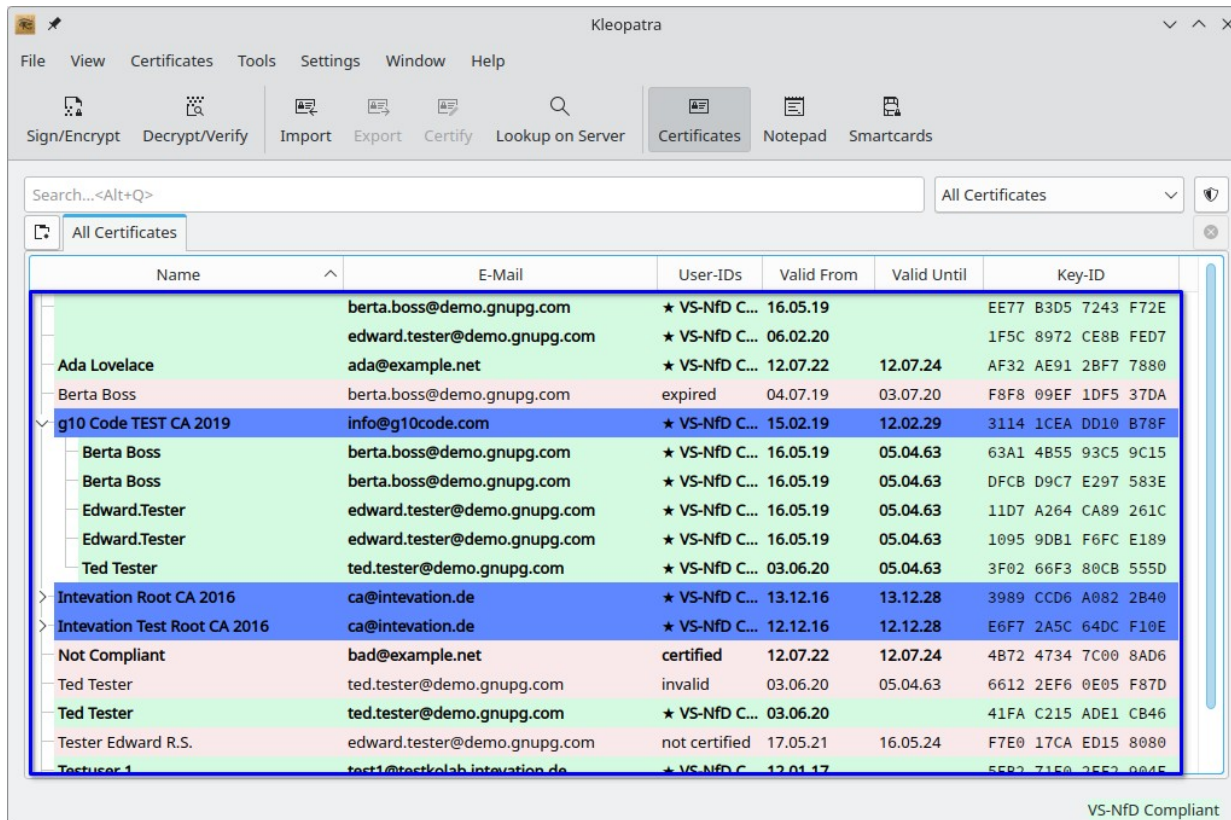 Kleopatra
File View Certificates Tools Settings Window Help
Sign/Encrypt Decrypt/Verify Import Export Certify Lookup on Server Certificates Notepad Smartcards
Search...<Alt+Q> All Certificates
All Certificates
Name E-Mail User-IDs Valid From Valid Until Key-ID
berta.boss@demo.gnupg.com ★ VS-NfD C... 16.05.19 EE77 B3D5 7243 F72E
edward.tester@demo.gnupg.com ★ VS-NfD C... 06.02.20 1F5C 8972 CE8B FED7
Ada Lovelace ada@example.net ★ VS-NfD C... 12.07.22 12.07.24 AF32 AE91 2BF7 7880
Berta Boss berta.boss@demo.gnupg.com expired 04.07.19 03.07.20 F8F8 09EF 1DF5 37DA
g10 Code TEST CA 2019 info@g10code.com ★ VS-NfD C... 15.02.19 12.02.29 3114 1CEA DD10 B78F
Berta Boss berta.boss@demo.gnupg.com ★ VS-NfD C... 16.05.19 05.04.63 63A1 4B55 93C5 9C15
Berta Boss berta.boss@demo.gnupg.com ★ VS-NfD C... 16.05.19 05.04.63 DFCB D9C7 E297 583E
Edward.Tester edward.tester@demo.gnupg.com ★ VS-NfD C... 16.05.19 05.04.63 11D7 A264 CA89 261C
Edward.Tester edward.tester@demo.gnupg.com ★ VS-NfD C... 16.05.19 05.04.63 1095 9DB1 F6FC E189
Ted Tester ted.tester@demo.gnupg.com ★ VS-NfD C... 03.06.20 05.04.63 3F02 66F3 80CB 555D
Intevation Root CA 2016 ca@intevation.de ★ VS-NfD C... 13.12.16 13.12.28 3989 CCD6 A082 2B40
Intevation Test Root CA 2016 ca@intevation.de ★ VS-NfD C... 12.12.16 12.12.28 E6F7 2A5C 64DC F10E
Not Compliant bad@example.net certified 12.07.22 12.07.24 4B72 4734 7C00 8AD6
Ted Tester ted.tester@demo.gnupg.com invalid 03.06.20 05.04.63 6612 2EF6 0E05 F87D
Ted Tester ted.tester@demo.gnupg.com ★ VS-NfD C... 03.06.20 41FA C215 ADE1 CB46
Tester Edward R.S. edward.tester@demo.gnupg.com not certified 17.05.21 16.05.24 F7E0 17CA ED15 8080
Testuser 1 test1@testkolab.intevation.de ★ VS-NfD C... 12.01.17
VS-NfD Compliant